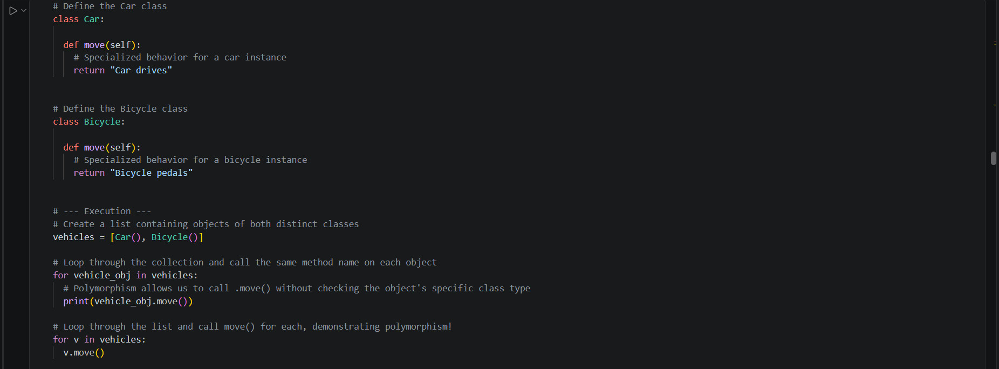 # Define the Car class
class Car:
def move(self):
# Specialized behavior for a car instance
return "Car drives"
# Define the Bicycle class
class Bicycle:
def move(self):
# Specialized behavior for a bicycle instance
return "Bicycle pedals"
# --- Execution ---
# Create a list containing objects of both distinct classes
vehicles = [Car(), Bicycle()]
# Loop through the collection and call the same method name on each object
for vehicle_obj in vehicles:
# Polymorphism allows us to call .move() without checking the object's specific class type
print(vehicle_obj.move())
# Loop through the list and call move() for each, demonstrating polymorphism!
for v in vehicles:
v.move()